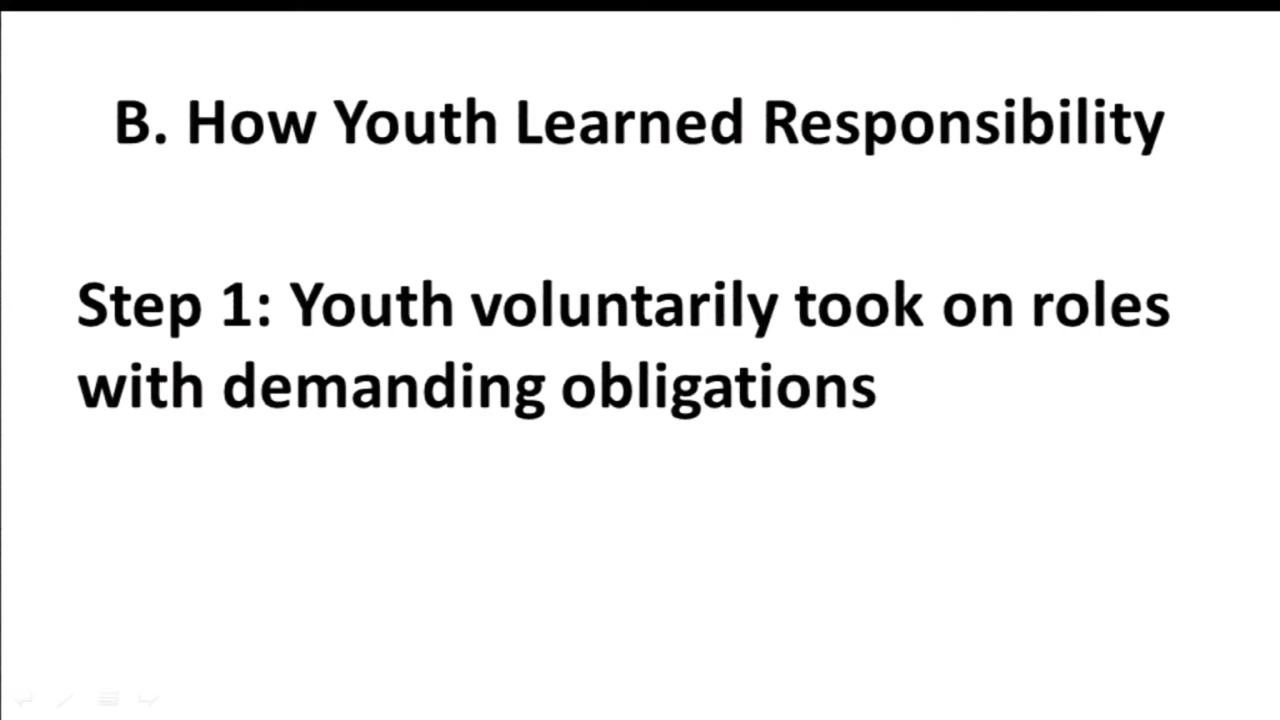 B. How Youth Learned Responsibility
Step 1: Youth voluntarily took on roles
with demanding obligations